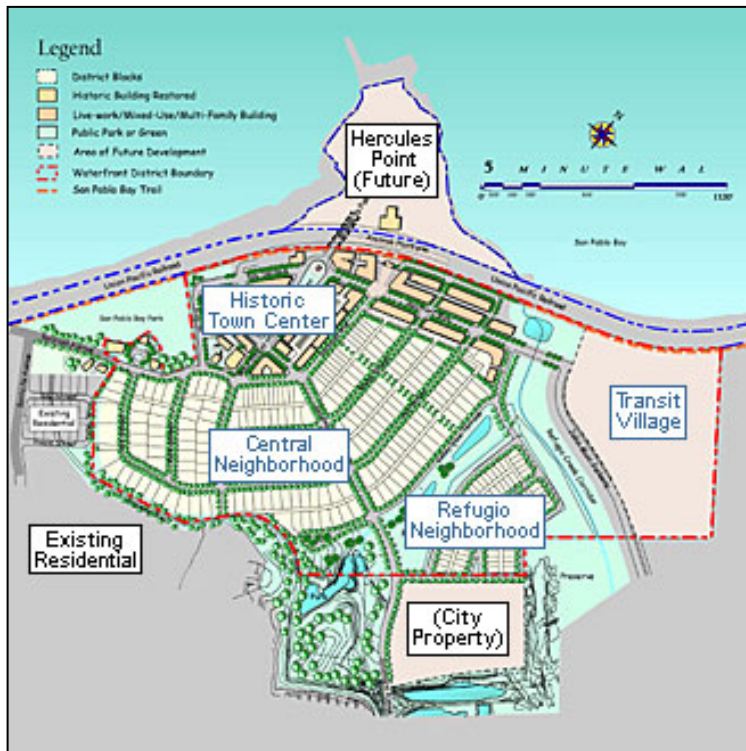 Legend
District Blocks
Historic Building Restored
Live-work/Mixed-Use/Multi-Family Building
Public Park or Green
Area of Future Development
Waterfront District Boundary
San Pablo Bay Trail
Hercules
Point
(Future)
N
5 MINUTE WAL
San Pablo Bay
Union Pacific Railroad
Union Pacific Railroad
San Pablo Bay Park
Historic
Town Center
Transit
Village
Existing
Residential
Central
Neighborhood
Refugio Creek Corridor
Refugio
Neighborhood
Existing
Residential
Preserve
(City
Property)